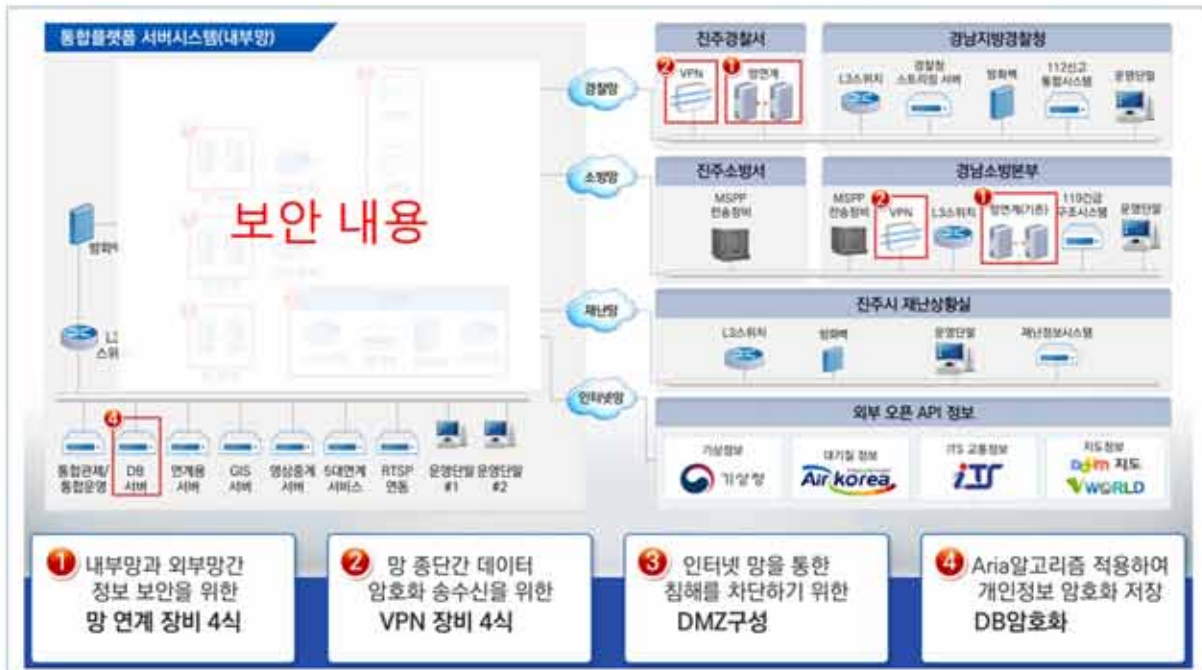 통합플랫폼 서버시스템(내부망)
보안 내용
방화벽
L3
스위
4
통합관제/
통합운영
DB
서버
연계용
서버
GIS
서버
영상중계
서버
5대연계
서비스
RTSP
연동
운영단말
#1
운영단말
#2
경찰망
소방망
재난망
인터넷망
진주경찰서
2
VPN
1
망연계
경남지방경찰청
L3스위치
경찰청
스트리밍 서버
방화벽
112신고
통합시스템
운영단말
진주소방서
MSPP
전송장비
경남소방본부
MSPP
전송장비
2
VPN
L3스위치
1
망연계(기존)
119긴급
구조시스템
운영단말
진주시 재난상황실
L3스위치
방화벽
운영단말
재난정보시스템
외부 오픈 API 정보
기상정보
기상청
대기질 정보
Air korea
ITS 교통정보
iTS
지도정보
Daum 지도
VWORLD
1 내부망과 외부망간
정보 보안을 위한
망 연계 장비 4식
2 망 종단간 데이터
암호화 송수신을 위한
VPN 장비 4식
3 인터넷 망을 통한
침해를 차단하기 위한
DMZ구성
4 Aria알고리즘 적용하여
개인정보 암호화 저장
DB암호화